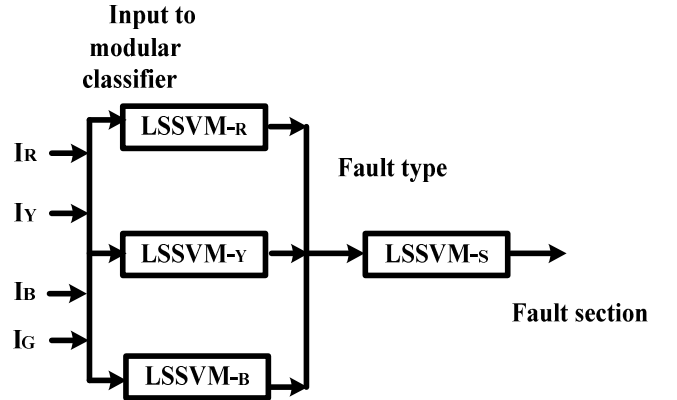 Input to
modular
classifier
LSSVM-R
IR
Fault type
IY
LSSVM-Y
LSSVM-S
IB
Fault section
IG
LSSVM-B